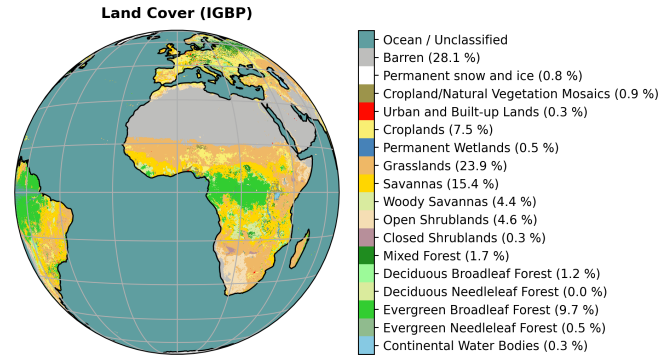 Land Cover (IGBP)
Ocean / Unclassified
Barren (28.1 %)
Permanent snow and ice (0.8 %)
Cropland/Natural Vegetation Mosaics (0.9 %)
Urban and Built-up Lands (0.3 %)
Croplands (7.5 %)
Permanent Wetlands (0.5 %)
Grasslands (23.9 %)
Savannas (15.4 %)
Woody Savannas (4.4 %)
Open Shrublands (4.6 %)
Closed Shrublands (0.3 %)
Mixed Forest (1.7 %)
Deciduous Broadleaf Forest (1.2 %)
Deciduous Needleleaf Forest (0.0 %)
Evergreen Broadleaf Forest (9.7 %)
Evergreen Needleleaf Forest (0.5 %)
Continental Water Bodies (0.3 %)